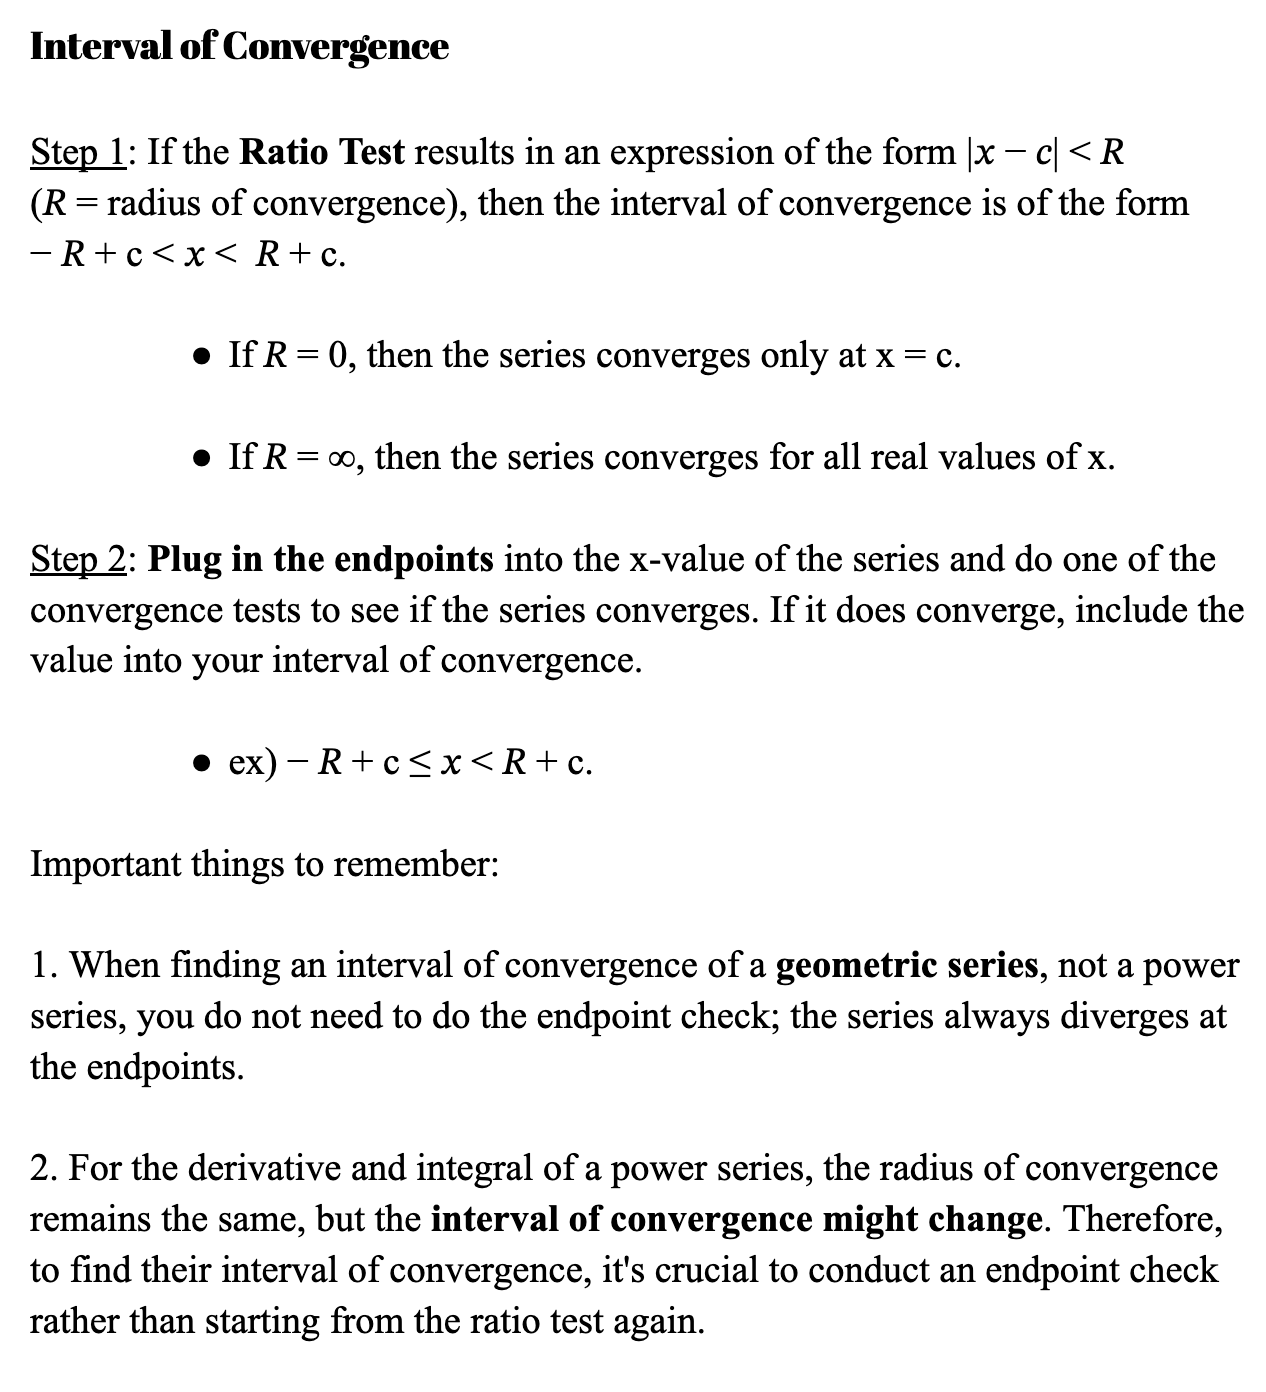 Interval of Convergence
Step 1: If the Ratio Test results in an expression of the form |x − c| < R
(R = radius of convergence), then the interval of convergence is of the form
− R + c < x < R + c.
● If R = 0, then the series converges only at x = c.
● If R = ∞, then the series converges for all real values of x.
Step 2: Plug in the endpoints into the x-value of the series and do one of the
convergence tests to see if the series converges. If it does converge, include the
value into your interval of convergence.
● ex) − R + c ≤ x < R + c.
Important things to remember:
1. When finding an interval of convergence of a geometric series, not a power
series, you do not need to do the endpoint check; the series always diverges at
the endpoints.
2. For the derivative and integral of a power series, the radius of convergence
remains the same, but the interval of convergence might change. Therefore,
to find their interval of convergence, it's crucial to conduct an endpoint check
rather than starting from the ratio test again.